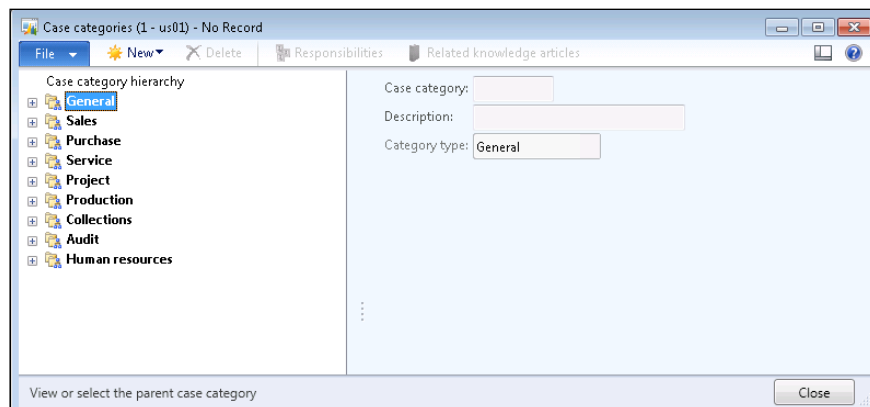 Case categories (1 - us01) - No Record
File New Delete Responsibilities Related knowledge articles
Case category hierarchy
General
Sales
Purchase
Service
Project
Production
Collections
Audit
Human resources
Case category:
Description:
Category type: General
View or select the parent case category
Close